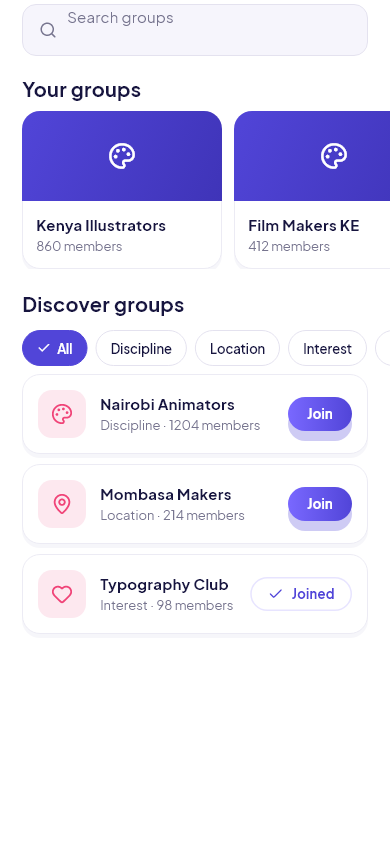 Search groups
Your groups
Kenya Illustrators
860 members
Film Makers KE
412 members
Discover groups
All
Discipline
Location
Interest
Nairobi Animators
Discipline · 1204 members
Join
Mombasa Makers
Location · 214 members
Join
Typography Club
Interest · 98 members
Joined